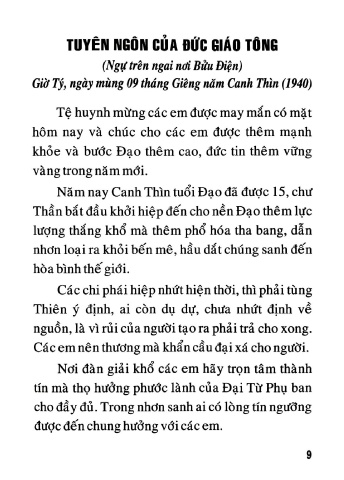 TUYÊN NGÔN CỦA ĐỨC GIÁO TÔNG
(Ngự trên ngai nơi Bửu Điện)
Giờ Tý, ngày mùng 09 tháng Giêng năm Canh Thìn (1940)
Tệ huynh mừng các em được may mắn có mặt
hôm nay và chúc cho các em được thêm mạnh
khỏe và bước Đạo thêm cao, đức tin thêm vững
vàng trong năm mới.
Năm nay Canh Thìn tuổi Đạo đã được 15, chư
Thần bắt đầu khởi hiệp đến cho nền Đạo thêm lực
lượng thắng khổ mà thêm phổ hóa tha bang, dẫn
nhơn loại ra khỏi bến mê, hầu dắt chúng sanh đến
hòa bình thế giới.
Các chi phái hiệp nhứt hiện thời, thì phải tùng
Thiên ý định, ai còn dụ dự, chưa nhứt định về
nguồn, là vì rủi của người tạo ra phải trả cho xong.
Các em nên thương mà khẩn cầu đại xá cho người.
Nơi đàn giải khổ các em hãy trọn tâm thành
tín mà thọ hưởng phước lành của Đại Từ Phụ ban
cho đầy đủ. Trong nhơn sanh ai có lòng tín ngưỡng
được đến chung hưởng với các em.
9